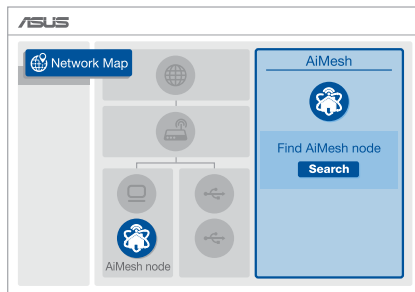 ASUS
Network Map
AiMesh
Find AiMesh node
Search
AiMesh node